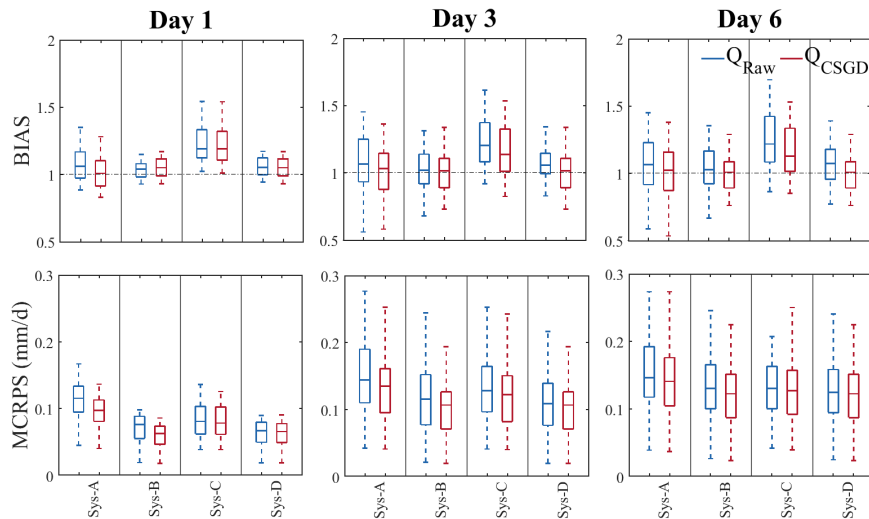 Day 1 Day 3 Day 6
Q_Raw Q_CSGD
BIAS
2 2 2
1.5 1.5 1.5
1 1 1
0.5 0.5 0.5
MCRPS (mm/d)
0.3 0.3 0.3
0.2 0.2 0.2
0.1 0.1 0.1
0 0 0
Sys-A Sys-B Sys-C Sys-D Sys-A Sys-B Sys-C Sys-D Sys-A Sys-B Sys-C Sys-D